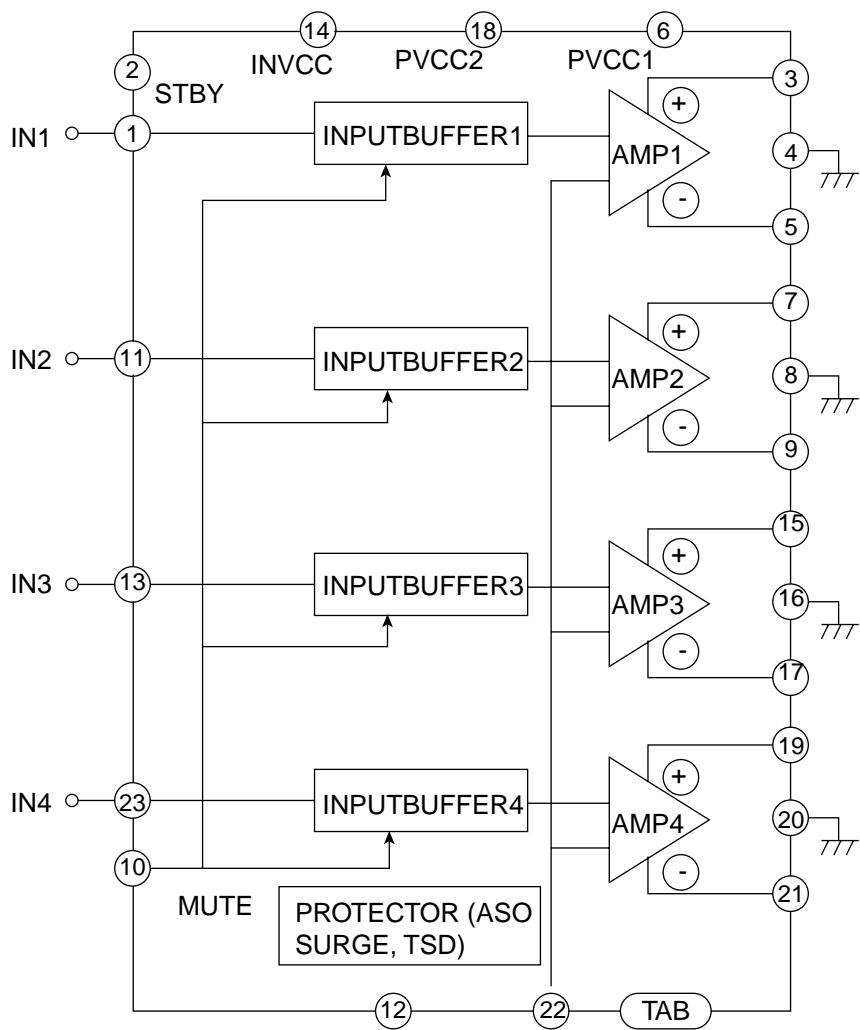 14 18 6
2 INVCC PVCC2 PVCC1
STBY 3
+
IN1 1 INPUTBUFFER1 AMP1 4
-
5
7
+
IN2 11 INPUTBUFFER2 AMP2 8
-
9
15
+
IN3 13 INPUTBUFFER3 AMP3 16
-
17
19
+
IN4 23 INPUTBUFFER4 AMP4 20
-
10 21
MUTE
PROTECTOR (ASO
SURGE, TSD)
12 22 TAB